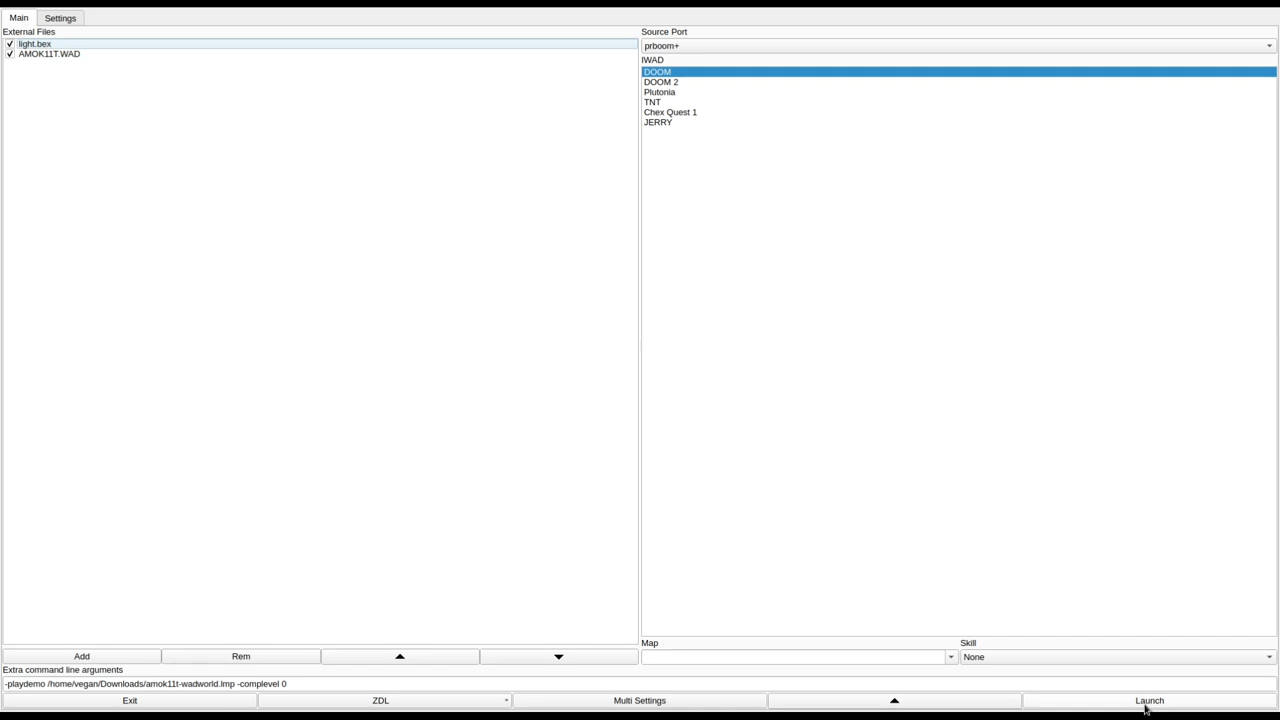 Main Settings
External Files
light.bex
AMOK11T.WAD
Source Port
prboom+
IWAD
DOOM
DOOM 2
Plutonia
TNT
Chex Quest 1
JERRY
Map Skill
None
Add Rem
Extra command line arguments
-playdemo /home/vegan/Downloads/amok11t-wadworld.lmp -complevel 0
Exit ZDL Multi Settings Launch